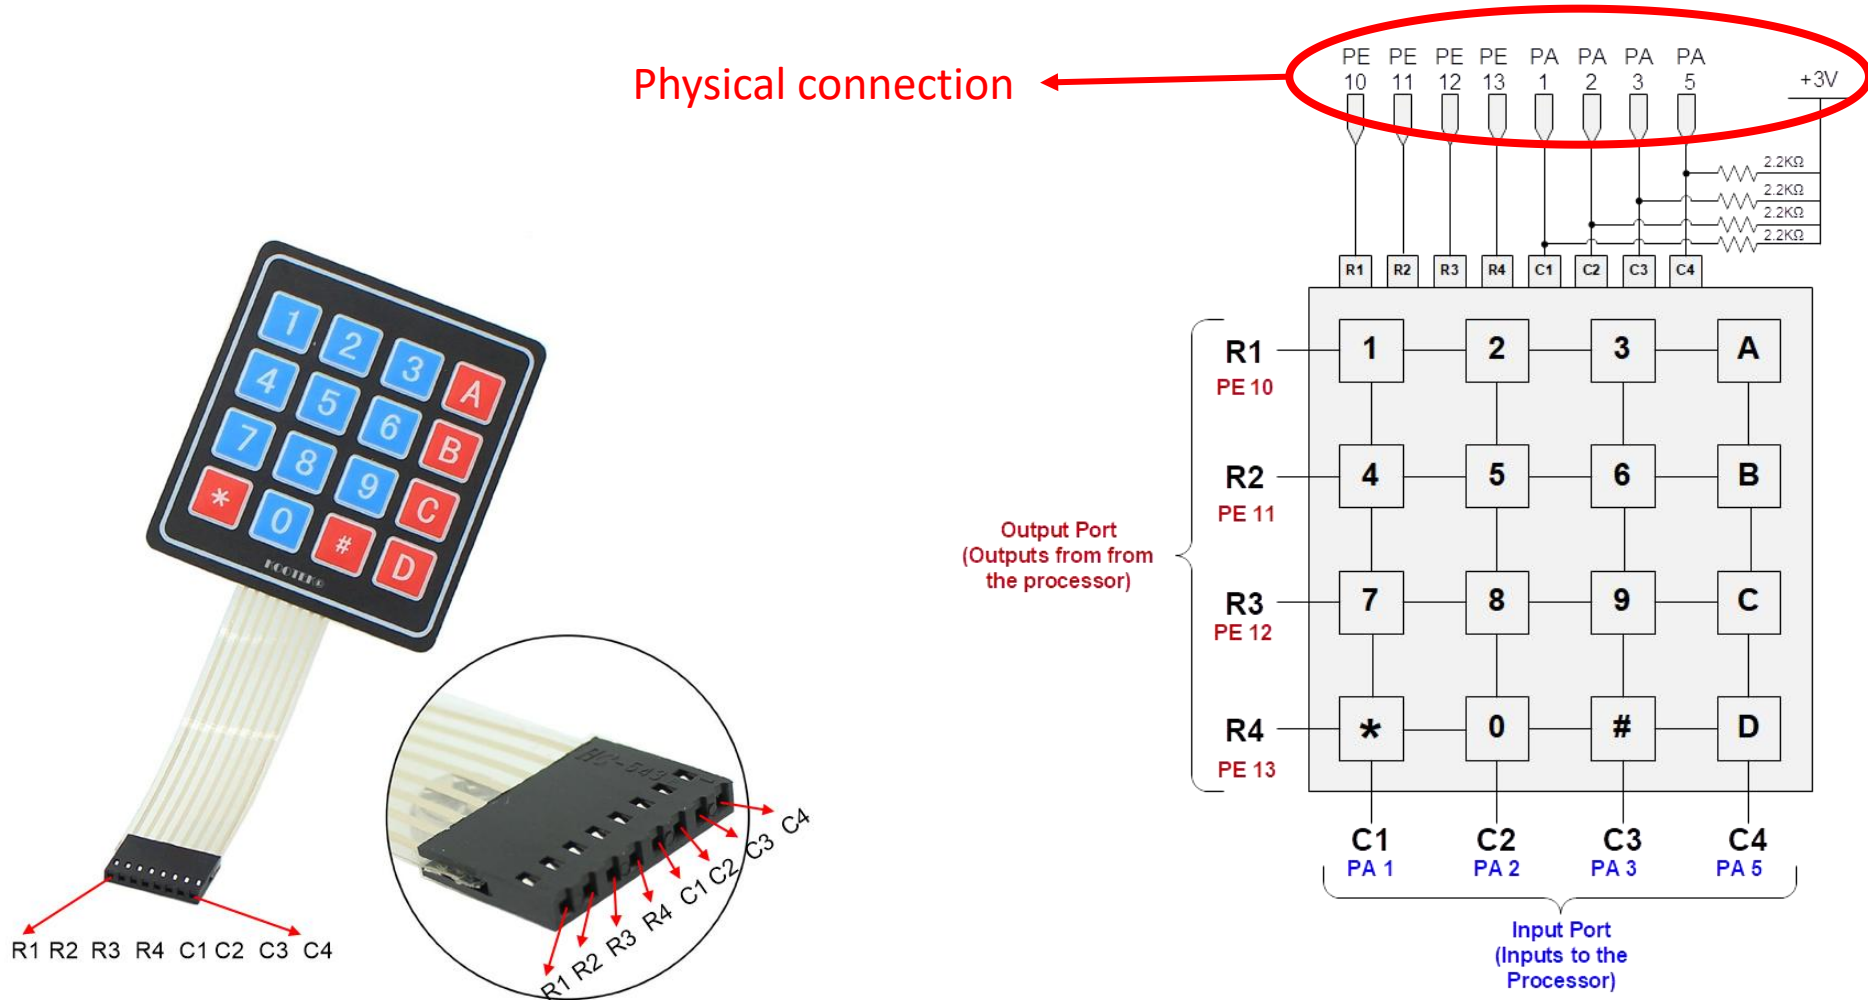 Physical connection
PE PE PE PE PA PA PA PA
10 11 12 13 1 2 3 5
+3V
2.2KΩ
2.2KΩ
2.2KΩ
2.2KΩ
R1 R2 R3 R4 C1 C2 C3 C4
1 2 3 A
4 5 6 B
7 8 9 C
* 0 # D
KOOTEK®
R1 R2 R3 R4 C1 C2 C3 C4
R1 R2 R3 R4 C1 C2 C3 C4
Output Port
(Outputs from from
the processor)
R1
PE 10
1 2 3 A
R2
PE 11
4 5 6 B
R3
PE 12
7 8 9 C
R4
PE 13
* 0 # D
C1 C2 C3 C4
PA 1 PA 2 PA 3 PA 5
Input Port
(Inputs to the
Processor)